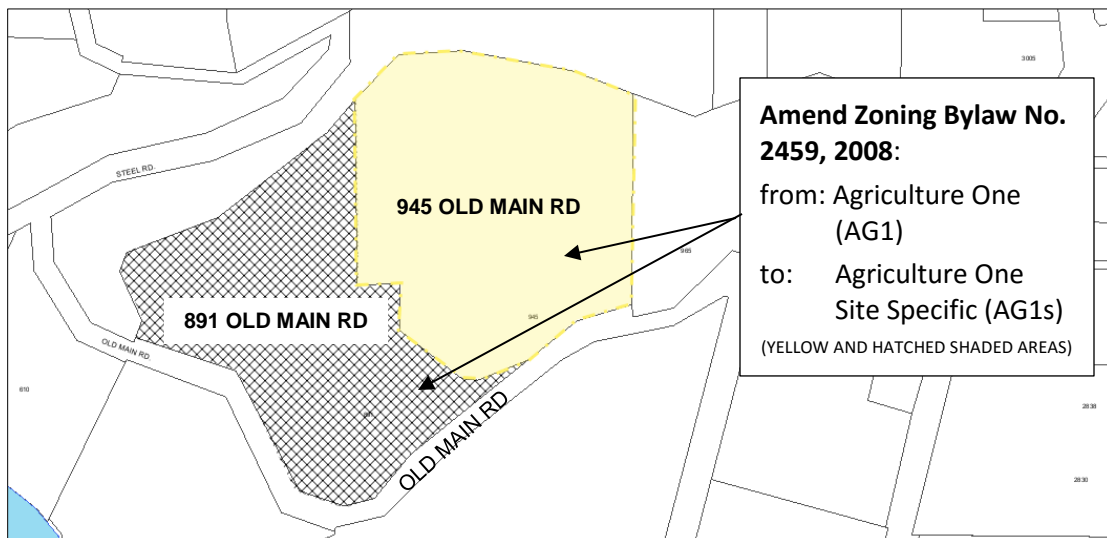 3005
Amend Zoning Bylaw No.
2459, 2008:
from: Agriculture One
(AG1)
to: Agriculture One
Site Specific (AG1s)
(YELLOW AND HATCHED SHADED AREAS)
STEEL RD.
945 OLD MAIN RD
985
891 OLD MAIN RD
945
OLD MAIN RD.
610
OLD MAIN RD
2838
2830